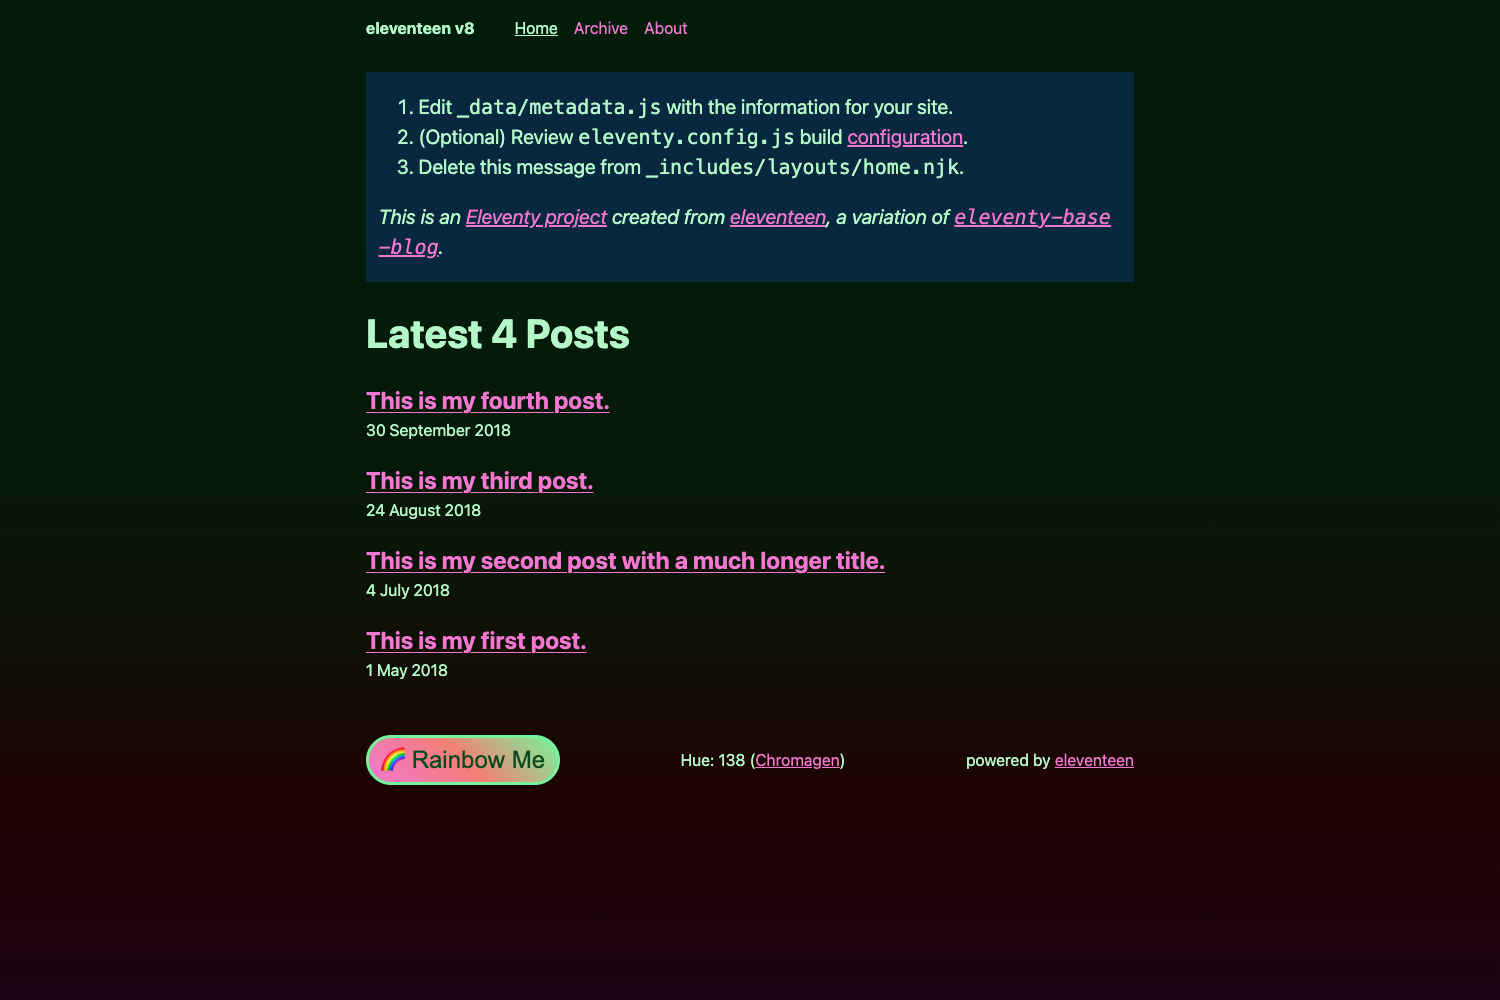 eleventeen v8 Home Archive About
1. Edit _data/metadata.js with the information for your site.
2. (Optional) Review eleventy.config.js build configuration.
3. Delete this message from _includes/layouts/home.njk.
This is an Eleventy project created from eleventeen, a variation of eleventy-base
-blog.
Latest 4 Posts
This is my fourth post.
30 September 2018
This is my third post.
24 August 2018
This is my second post with a much longer title.
4 July 2018
This is my first post.
1 May 2018
🌈 Rainbow Me Hue: 138 (Chromagen) powered by eleventeen